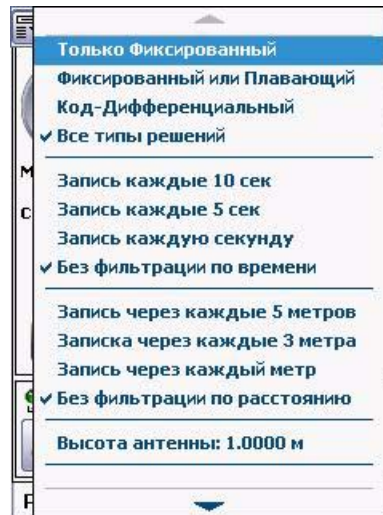 Только Фиксированный
Фиксированный или Плавающий
Код-Дифференциальный
Все типы решений
Запись каждые 10 сек
Запись каждые 5 сек
Запись каждую секунду
Без фильтрации по времени
Запись через каждые 5 метров
Записка через каждые 3 метра
Запись через каждый метр
Без фильтрации по расстоянию
Высота антенны: 1.0000 м